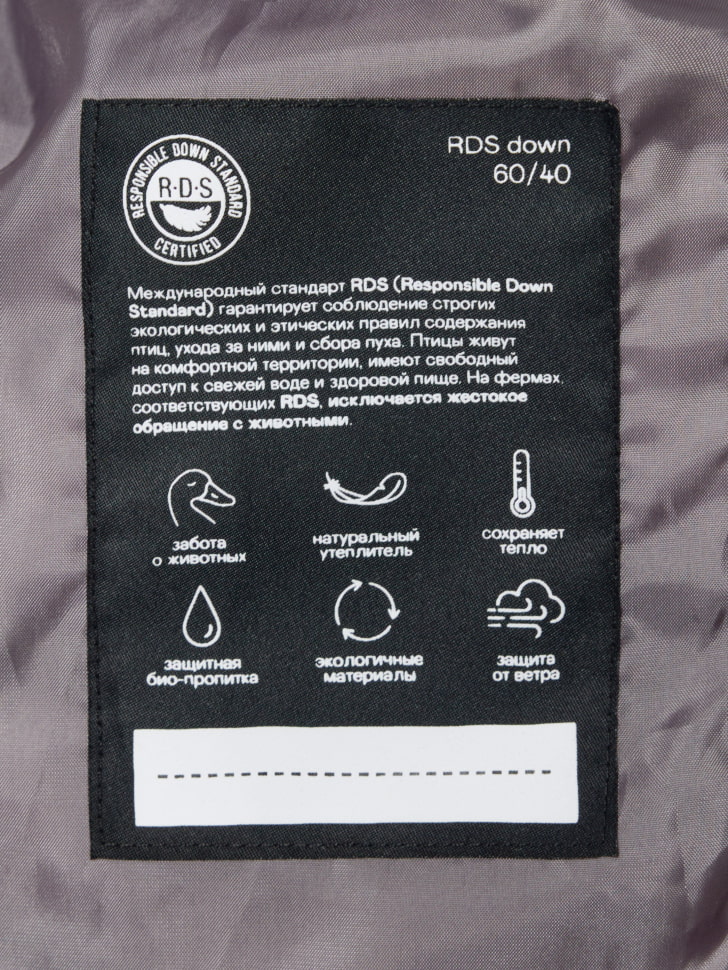 RESPONSIBLE DOWN STANDARD
R·D·S
CERTIFIED
RDS down
60/40
Международный стандарт RDS (Responsible Down
Standard) гарантирует соблюдение строгих
экологических и этических правил содержания
птиц, ухода за ними и сбора пуха. Птицы живут
на комфортной территории, имеют свободный
доступ к свежей воде и здоровой пище. На фермах,
соответствующих RDS, исключается жестокое
обращение с животными.
забота
о животных
натуральный
утеплитель
сохраняет
тепло
защитная
био-пропитка
экологичные
материалы
защита
от ветра